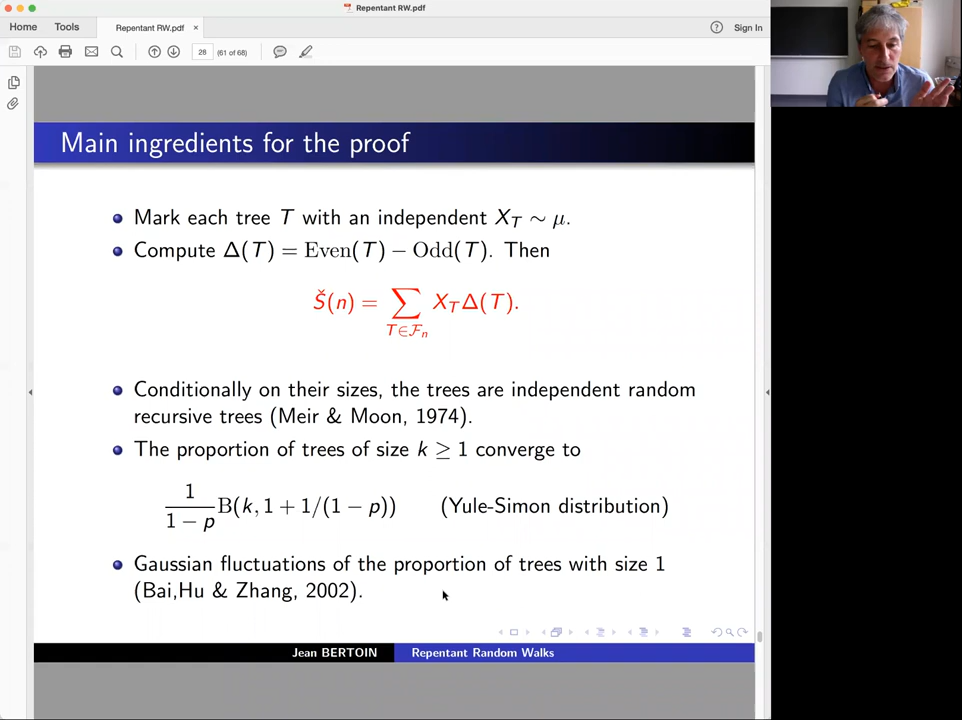 Repentant RW.pdf
Home Tools Repentant RW.pdf × Sign In
28 (61 of 68)
Main ingredients for the proof
Mark each tree T with an independent X_T ∼ μ.
Compute Δ(T) = Even(T) − Odd(T). Then
Š(n) = ∑_{T∈ℱ_n} X_T Δ(T).
Conditionally on their sizes, the trees are independent random
recursive trees (Meir & Moon, 1974).
The proportion of trees of size k ≥ 1 converge to
1/(1 − p) B(k, 1 + 1/(1 − p)) (Yule-Simon distribution)
Gaussian fluctuations of the proportion of trees with size 1
(Bai,Hu & Zhang, 2002).
Jean BERTOIN Repentant Random Walks